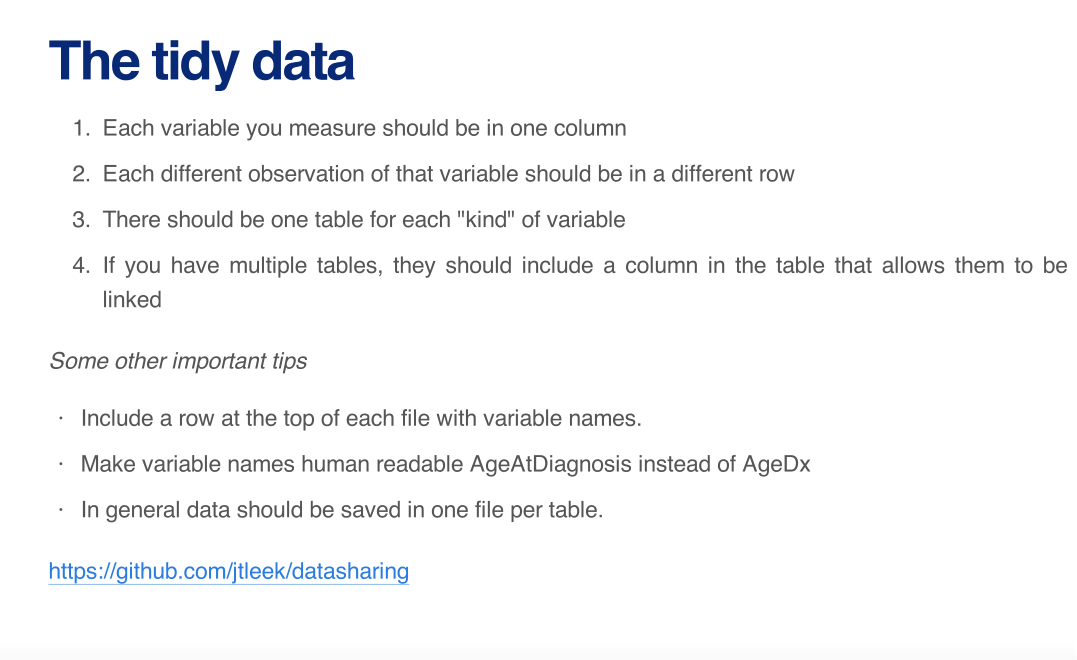 The tidy data
1. Each variable you measure should be in one column
2. Each different observation of that variable should be in a different row
3. There should be one table for each "kind" of variable
4. If you have multiple tables, they should include a column in the table that allows them to be
linked
Some other important tips
· Include a row at the top of each file with variable names.
· Make variable names human readable AgeAtDiagnosis instead of AgeDx
· In general data should be saved in one file per table.
https://github.com/jtleek/datasharing